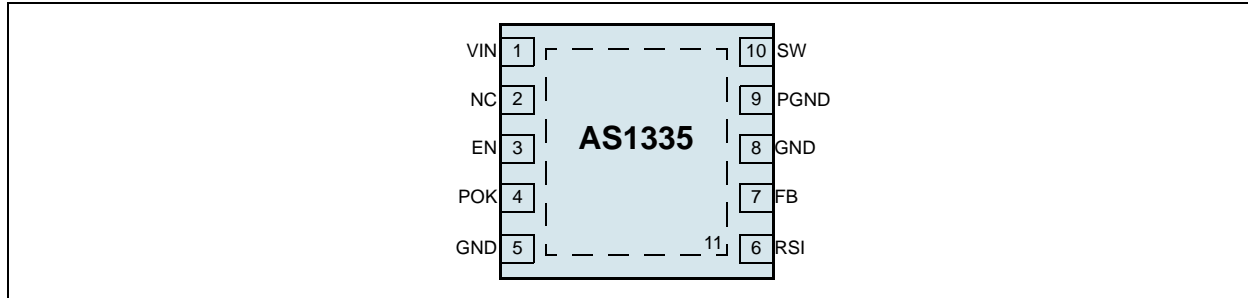 VIN 1 10 SW
NC 2 9 PGND
AS1335
EN 3 8 GND
POK 4 7 FB
GND 5 11 6 RSI